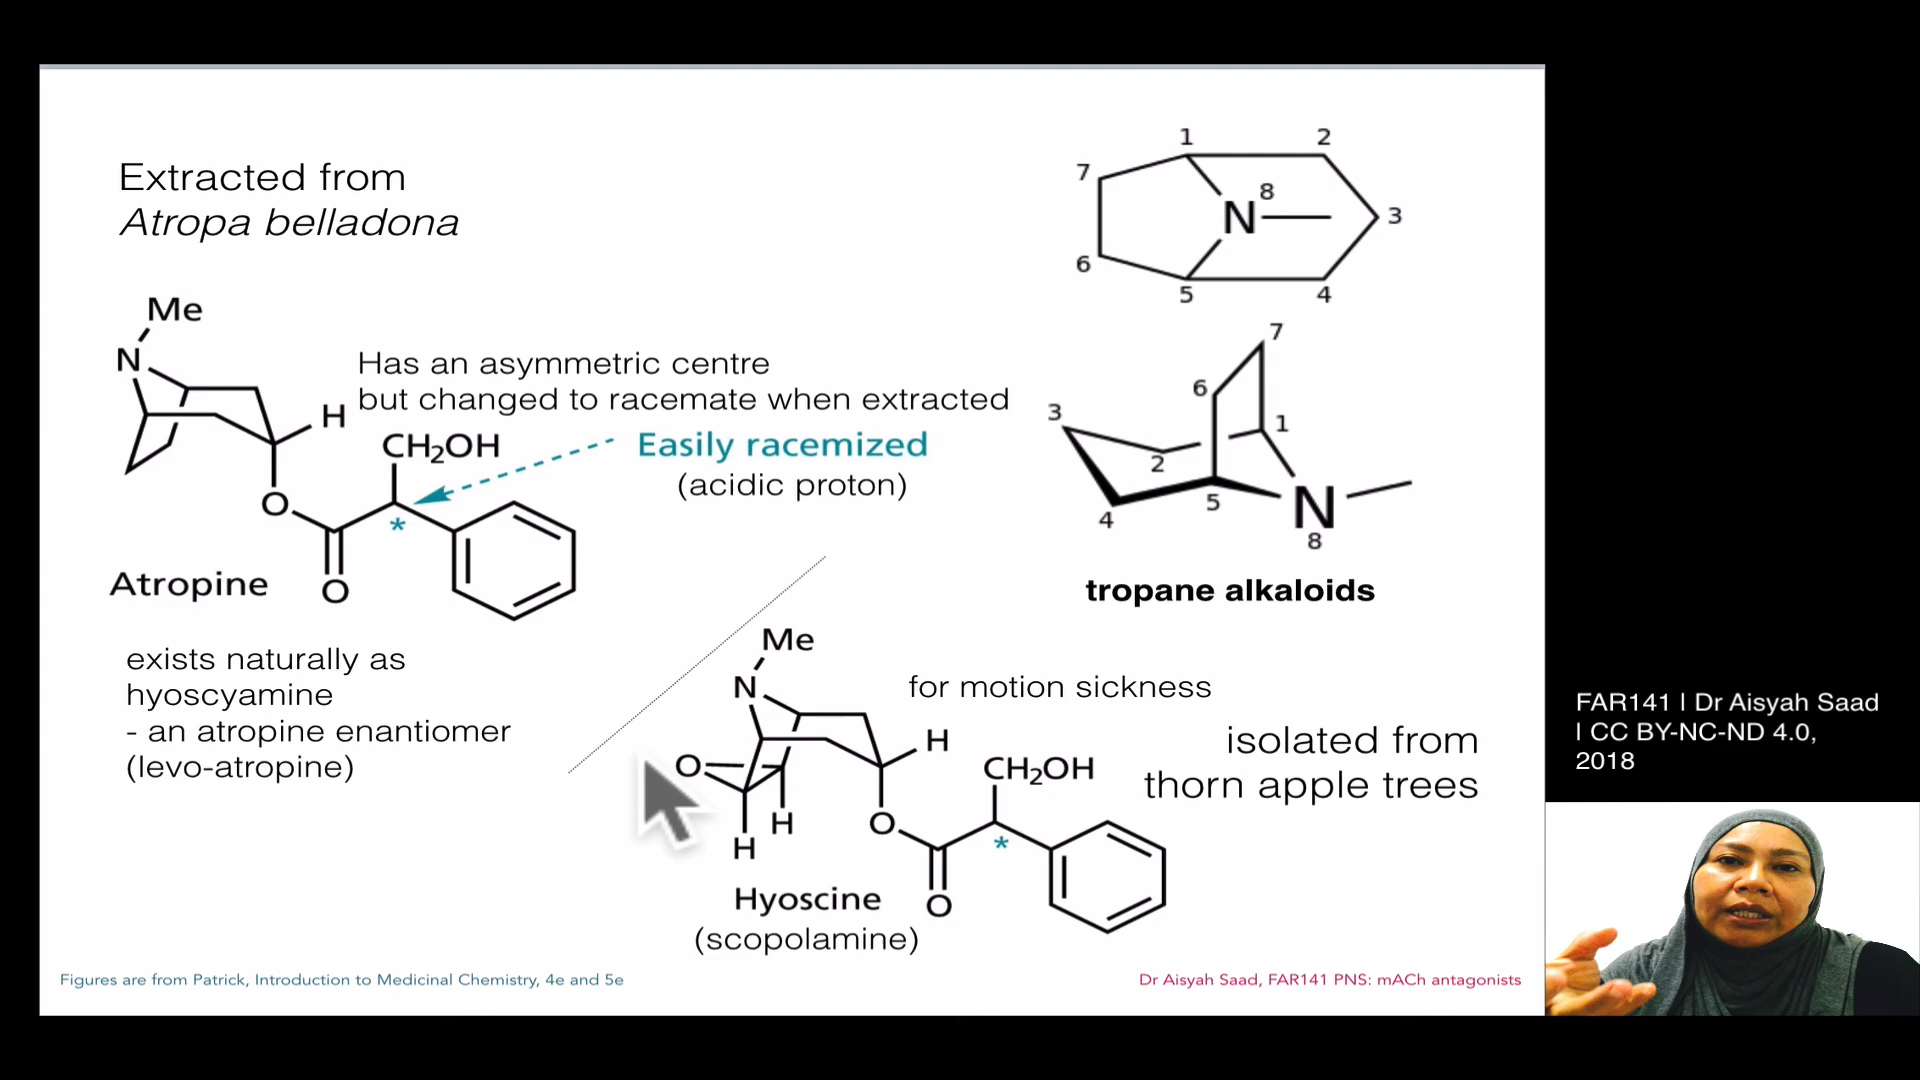 Extracted from
Atropa belladona
1
2
7
8
N
3
6
5
4
Me
N
H
Has an asymmetric centre
but changed to racemate when extracted
CH2OH
Easily racemized
(acidic proton)
O
*
O
Atropine
7
6
3
1
2
5
N
4
8
tropane alkaloids
exists naturally as
hyoscyamine
- an atropine enantiomer
(levo-atropine)
Me
N
for motion sickness
H
isolated from
thorn apple trees
O
CH2OH
H
H
O
*
O
Hyoscine
(scopolamine)
Figures are from Patrick, Introduction to Medicinal Chemistry, 4e and 5e
Dr Aisyah Saad, FAR141 PNS: mACh antagonists
FAR141 | Dr Aisyah Saad
| CC BY-NC-ND 4.0,
2018